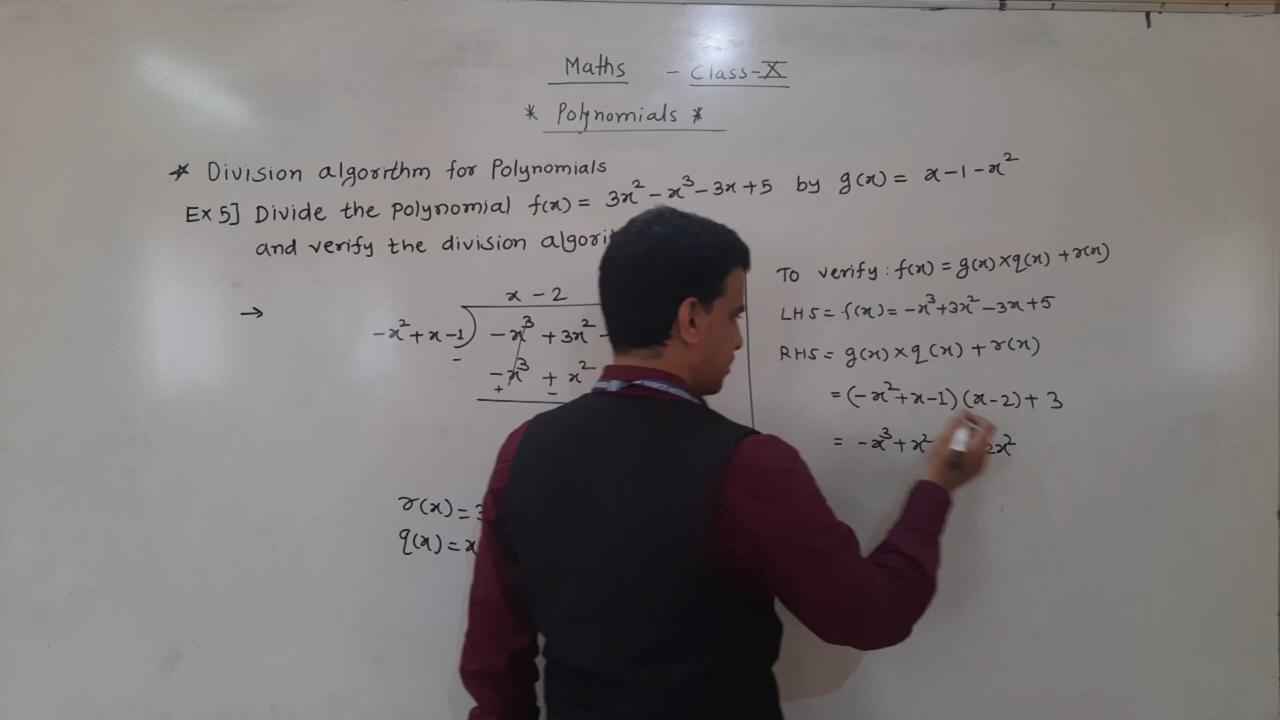 Maths - Class-X
* Polynomials *
* Division algorithm for Polynomials
Ex 5] Divide the Polynomial f(x) = 3x² - x³ - 3x + 5 by g(x) = x - 1 - x²
and verify the division
→
x - 2
-x² + x - 1) -x³ + 3x²
-x³ + x²
- + -
r(x) = 3
q(x) = x
To verify : f(x) = g(x) × q(x) + r(x)
LHS = f(x) = -x³ + 3x² - 3x + 5
RHS = g(x) × q(x) + r(x)
= (-x² + x - 1) (x - 2) + 3
= -x³ + x² 2x²